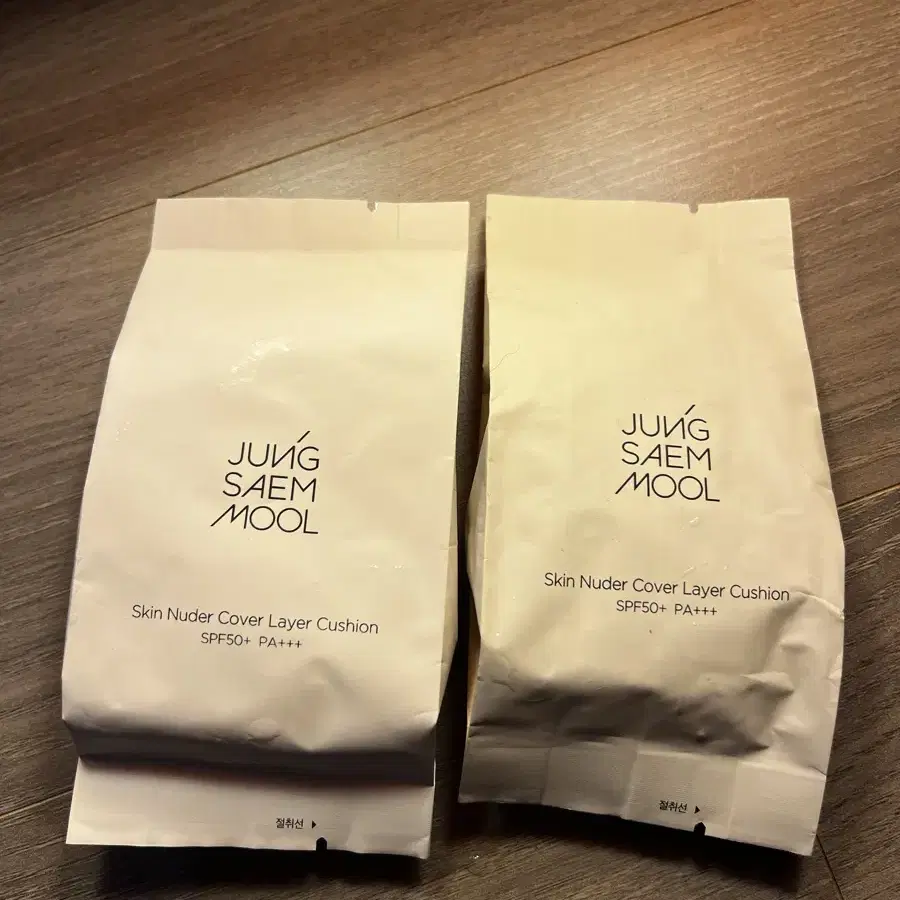 JUNG
SAEM
MOOL
Skin Nuder Cover Layer Cushion
SPF50+ PA+++
절취선
JUNG
SAEM
MOOL
Skin Nuder Cover Layer Cushion
SPF50+ PA+++
절취선